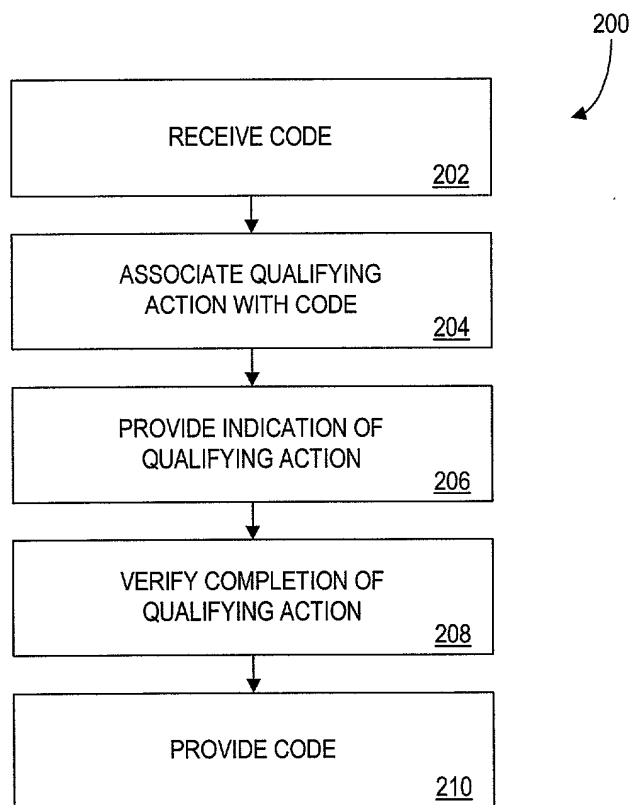 200
RECEIVE CODE
202
ASSOCIATE QUALIFYING
ACTION WITH CODE
204
PROVIDE INDICATION OF
QUALIFYING ACTION
206
VERIFY COMPLETION OF
QUALIFYING ACTION
208
PROVIDE CODE
210